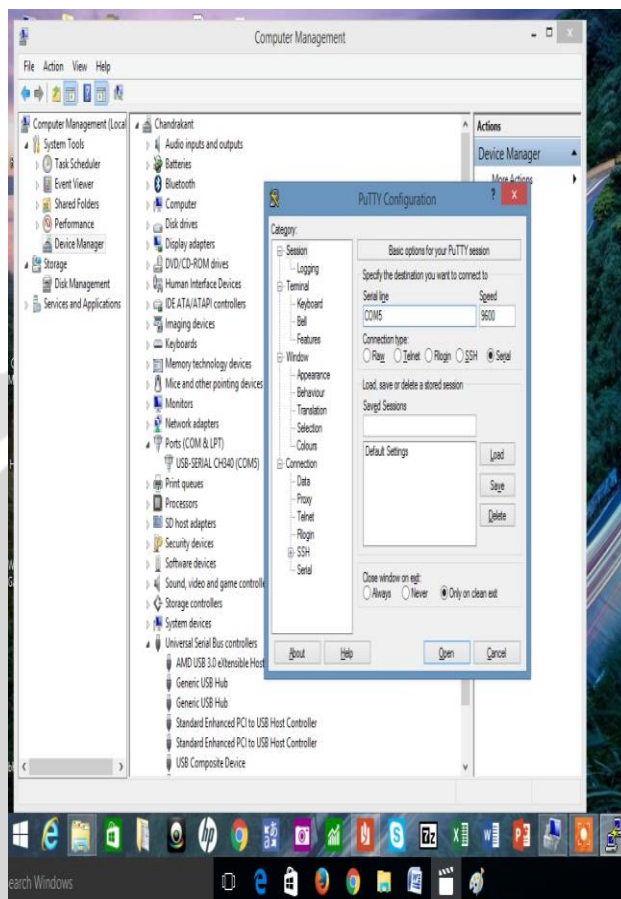 Computer Management
File Action View Help
Computer Management (Local
System Tools
Task Scheduler
Event Viewer
Shared Folders
Performance
Device Manager
Storage
Disk Management
Services and Applications
Chandrakant
Audio inputs and outputs
Batteries
Bluetooth
Computer
Disk drives
Display adapters
DVD/CD-ROM drives
Human Interface Devices
IDE ATA/ATAPI controllers
Imaging devices
Keyboards
Memory technology devices
Mice and other pointing devices
Monitors
Network adapters
Ports (COM & LPT)
USB-SERIAL CH340 (COM5)
Print queues
Processors
SD host adapters
Security devices
Software devices
Sound, video and game controlle
Storage controllers
System devices
Universal Serial Bus controllers
AMD USB 3.0 eXtensible Host
Generic USB Hub
Generic USB Hub
Standard Enhanced PCI to USB Host Controller
Standard Enhanced PCI to USB Host Controller
USB Composite Device
Actions
Device Manager
More Actions
PuTTY Configuration
Category:
Session
Logging
Terminal
Keyboard
Bell
Features
Window
Appearance
Behaviour
Translation
Selection
Colours
Connection
Data
Proxy
Telnet
Rlogin
SSH
Serial
Basic options for your PuTTY session
Specify the destination you want to connect to
Serial line Speed
COM5 9600
Connection type:
Raw Telnet Rlogin SSH Serial
Load, save or delete a stored session
Saved Sessions
Default Settings
Load
Save
Delete
Close window on exit:
Always Never Only on clean exit
About Help Open Cancel
earch Windows